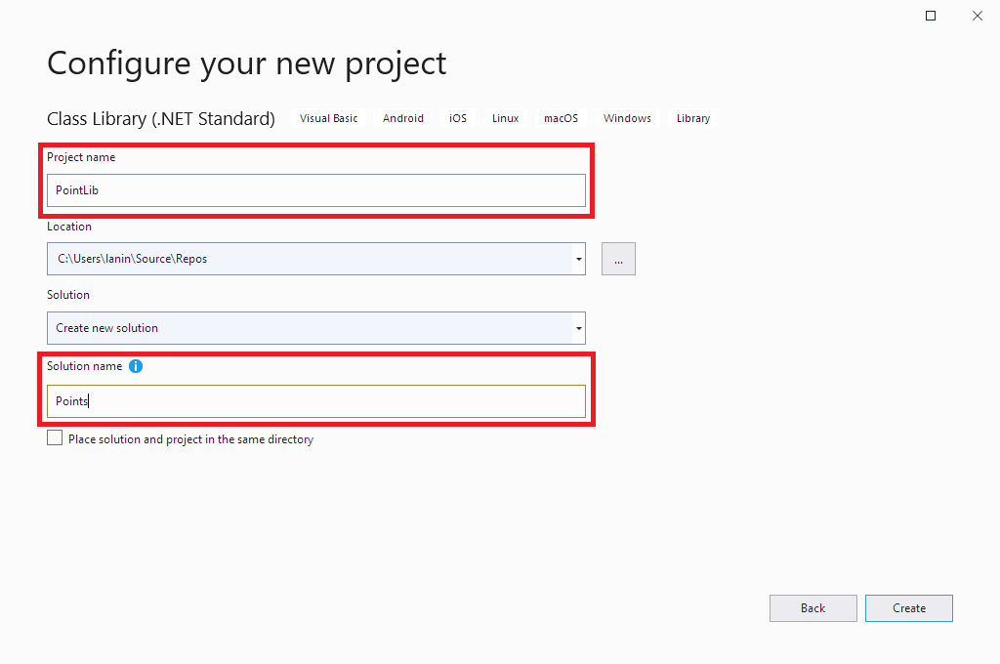 Configure your new project
Class Library (.NET Standard) Visual Basic Android iOS Linux macOS Windows Library
Project name
PointLib
Location
C:\Users\lanin\Source\Repos
...
Solution
Create new solution
Solution name
Points
Place solution and project in the same directory
Back Create